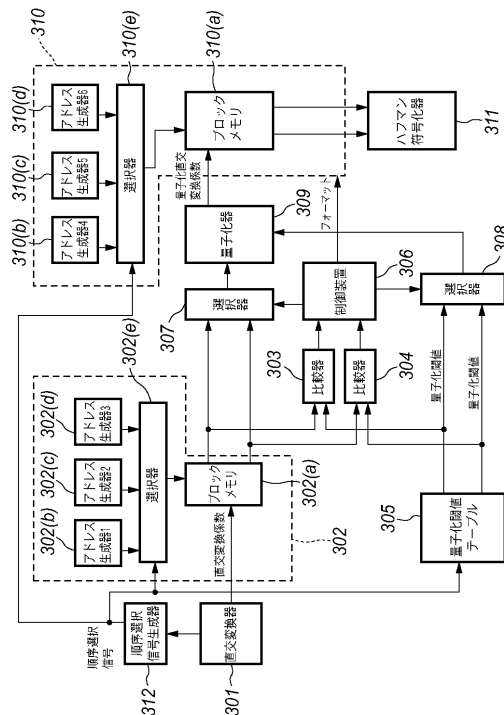 310
310(d)
アドレス
生成器6
310(c)
アドレス
生成器5
310(b)
アドレス
生成器4
310(e)
選択器
310(a)
ブロック
メモリ
ハフマン
符号化器
311
量子化直交
変換係数
量子化器
309
フォーマット
選択器
307
制御装置
306
選択器
308
303
比較器
304
比較器
量子化閾値
量子化閾値
302(d)
アドレス
生成器3
302(c)
アドレス
生成器2
302(b)
アドレス
生成器1
302(e)
選択器
ブロック
メモリ
302(a)
302
直交変換係数
305
量子化閾値
テーブル
順序選択
信号
順序選択
信号生成器
312
直交変換器
301